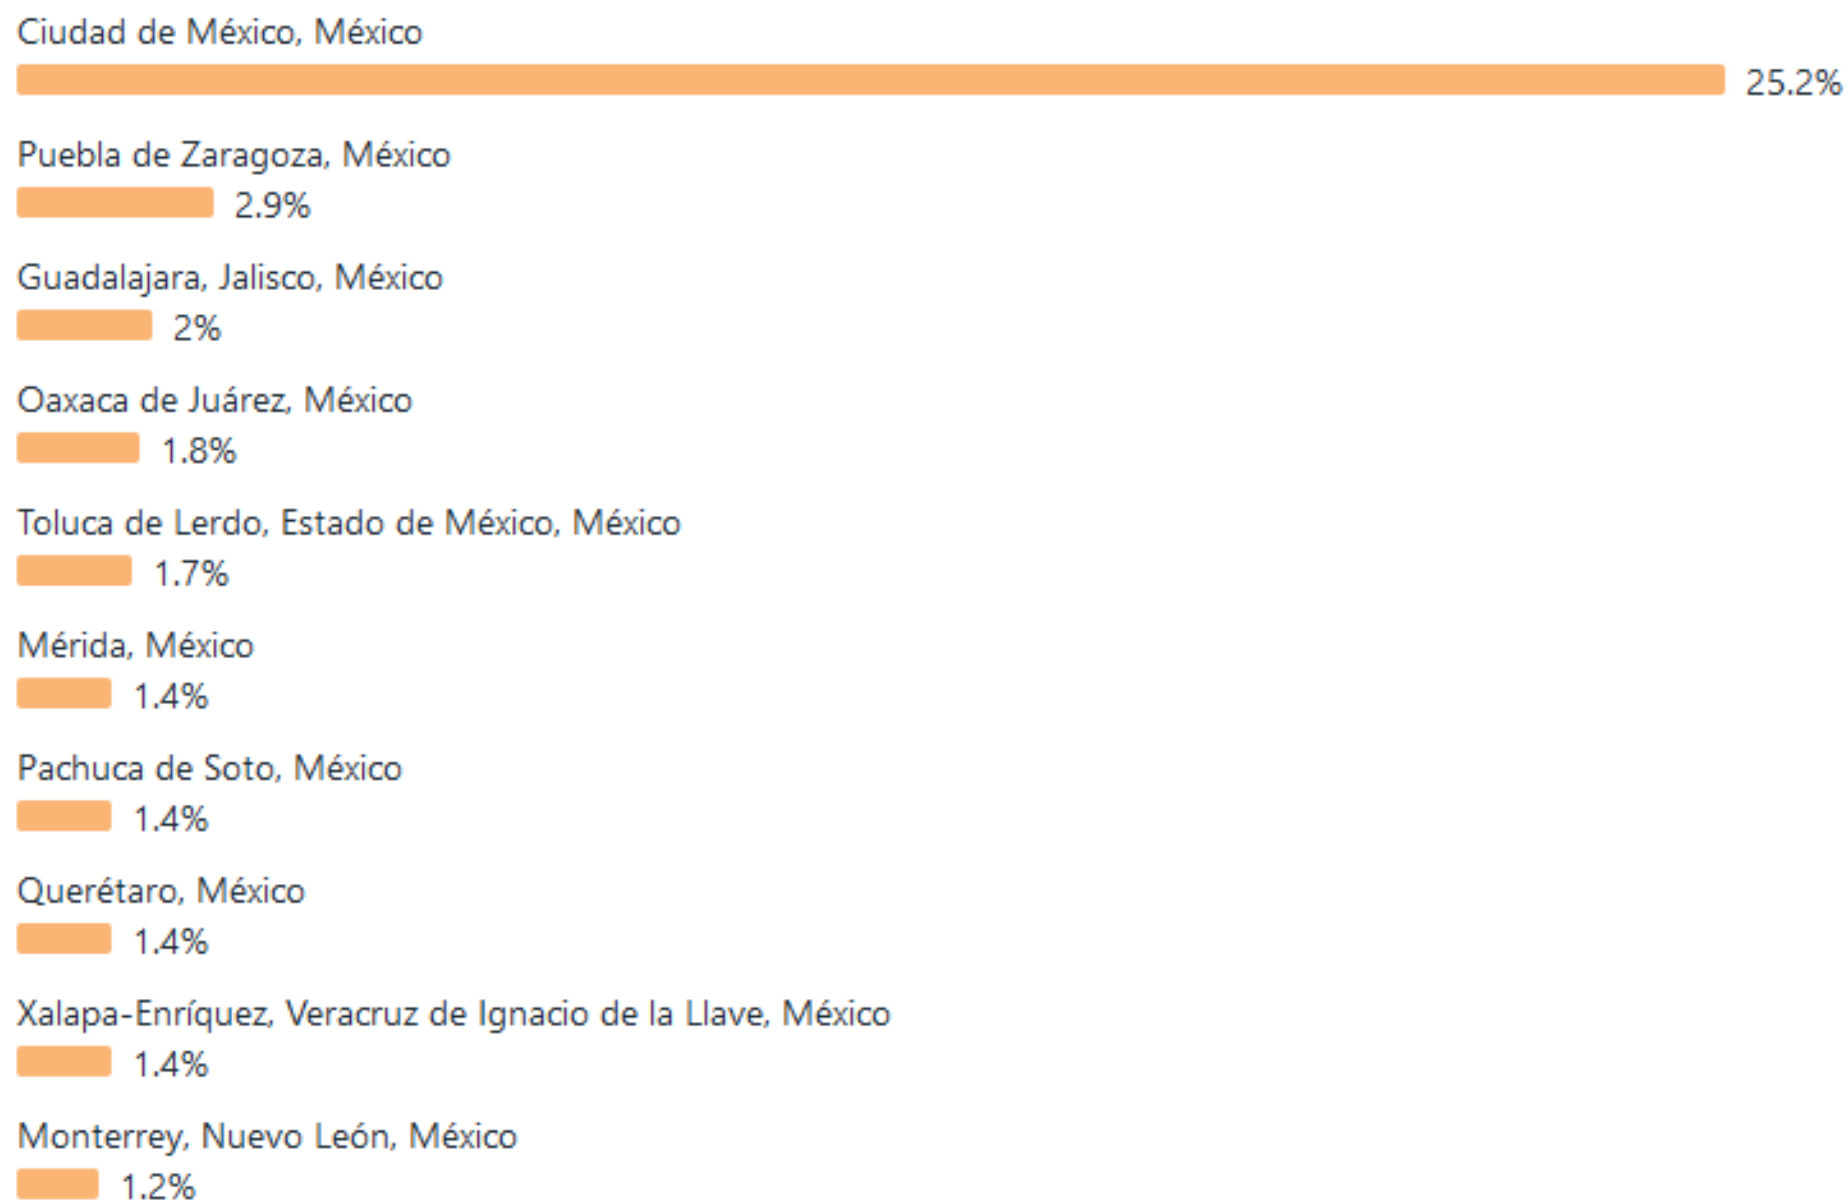 Ciudad de México, México
25.2%
Puebla de Zaragoza, México
2.9%
Guadalajara, Jalisco, México
2%
Oaxaca de Juárez, México
1.8%
Toluca de Lerdo, Estado de México, México
1.7%
Mérida, México
1.4%
Pachuca de Soto, México
1.4%
Querétaro, México
1.4%
Xalapa-Enríquez, Veracruz de Ignacio de la Llave, México
1.4%
Monterrey, Nuevo León, México
1.2%